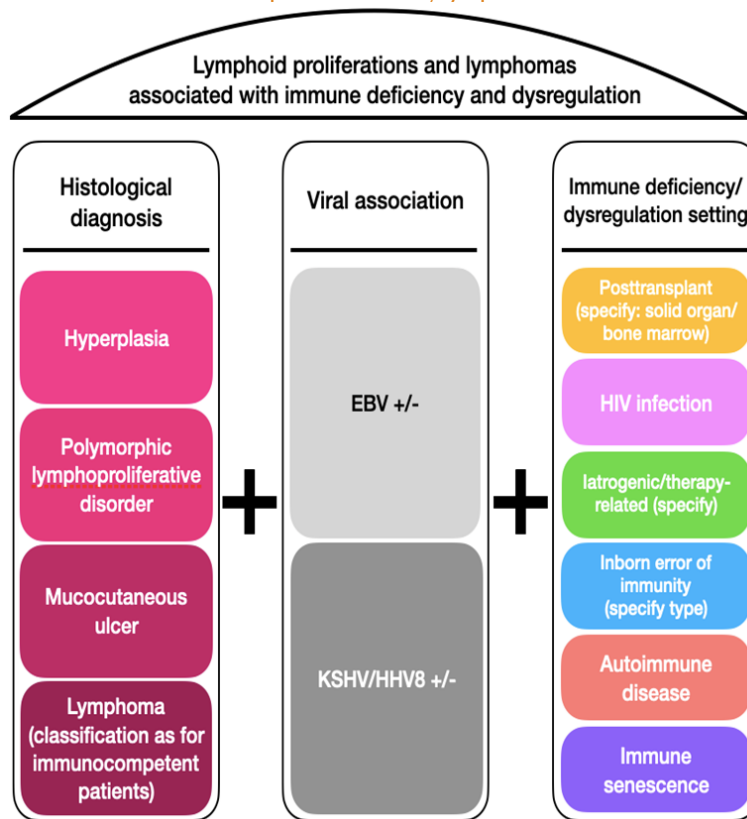 Lymphoid proliferations and lymphomas
associated with immune deficiency and dysregulation
Histological
diagnosis
Hyperplasia
Polymorphic
lymphoproliferative
disorder
Mucocutaneous
ulcer
Lymphoma
(classification as for
immunocompetent
patients)
+
Viral association
EBV +/-
KSHV/HHV8 +/-
+
Immune deficiency/
dysregulation setting
Posttransplant
(specify: solid organ/
bone marrow)
HIV infection
Iatrogenic/therapy-
related (specify)
Inborn error of
immunity
(specify type)
Autoimmune
disease
Immune
senescence